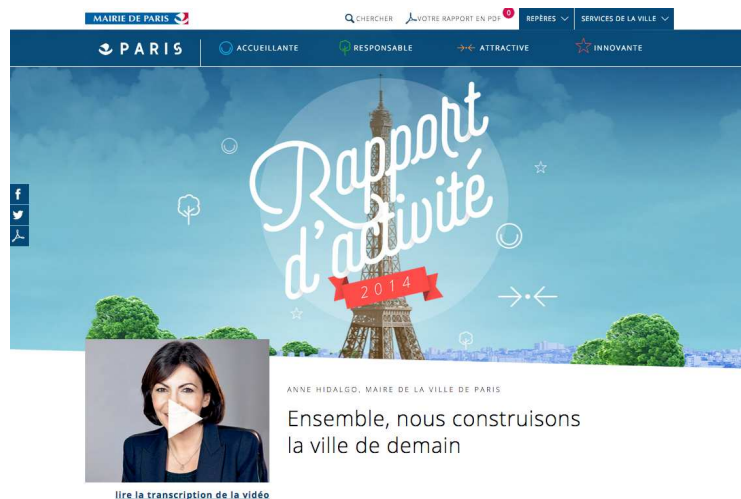 MAIRIE DE PARIS
CHERCHER
VOTRE RAPPORT EN PDF
0
REPÈRES
SERVICES DE LA VILLE
PARIS
ACCUEILLANTE
RESPONSABLE
ATTRACTIVE
INNOVANTE
Rapport
d'activité
2014
f
ANNE HIDALGO, MAIRE DE LA VILLE DE PARIS
Ensemble, nous construisons
la ville de demain
lire la transcription de la vidéo